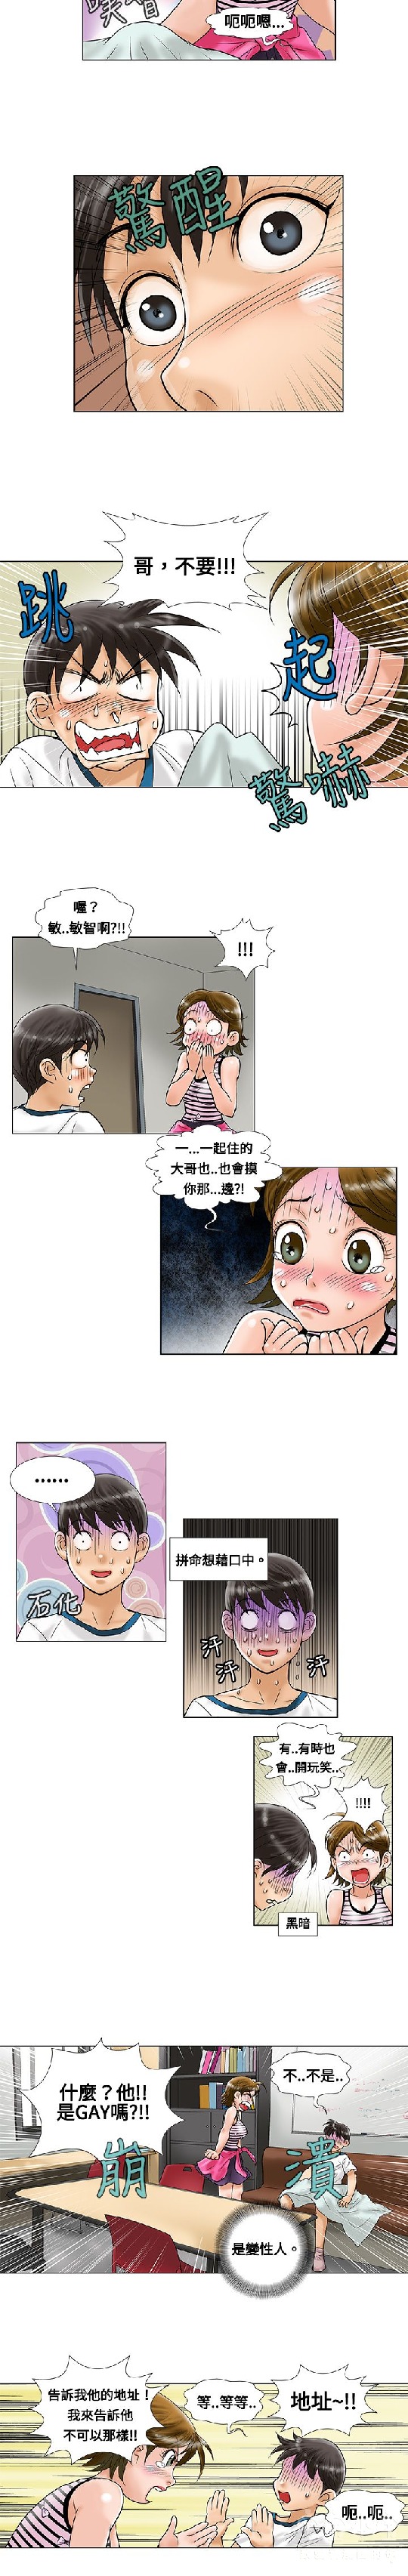 噗嗤
呃呃嗯...
驚醒
哥，不要!!!
跳
起
驚嚇
喔？
敏..敏智啊?!!
!!!
一...一起住的
大哥也..也會摸
你那...邊?!
......
石化
拼命想藉口中。
汗
汗
汗
有..有時也
會..開玩笑..
!!!!
黑暗
什麼？他!!
是GAY嗎?!!
不..不是..
崩
潰
是變性人。
告訴我他的地址！
我來告訴他
不可以那樣!!
等..等等..
地址~!!
呃..呃..